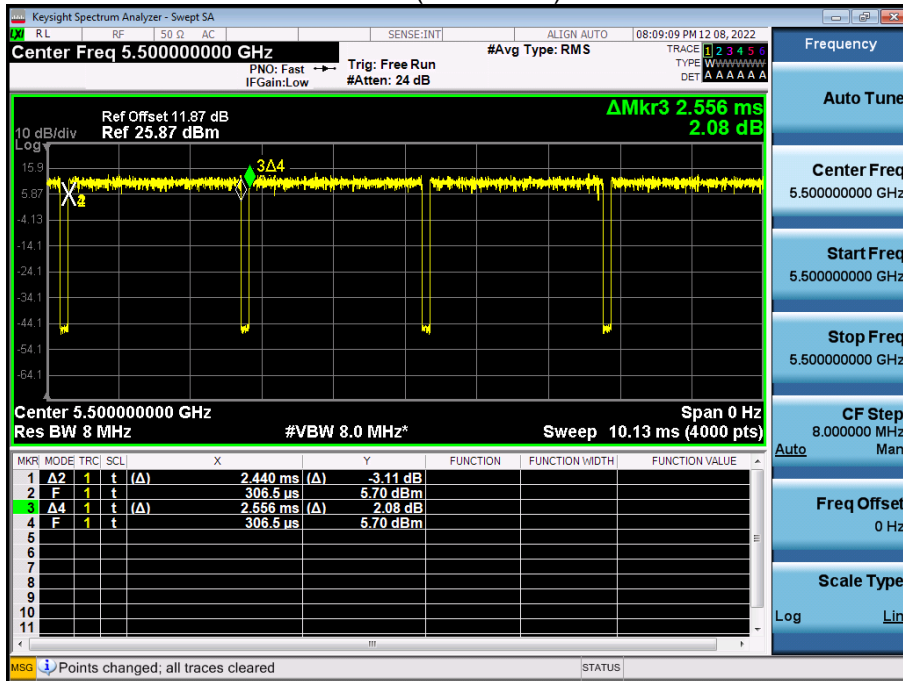 Keysight Spectrum Analyzer - Swept SA
LXI RL RF 50 Ω AC SENSE:INT ALIGN AUTO 08:09:09 PM 12 08, 2022
Center Freq 5.500000000 GHz #Avg Type: RMS TRACE 1 2 3 4 5 6
PNO: Fast Trig: Free Run TYPE WWWWWW
IFGain:Low #Atten: 24 dB DET A A A A A A
Frequency
Auto Tune
Center Freq
5.500000000 GHz
Start Freq
5.500000000 GHz
Stop Freq
5.500000000 GHz
CF Step
8.000000 MHz
Auto Man
Freq Offset
0 Hz
Scale Type
Log Lin
ΔMkr3 2.556 ms
2.08 dB
Ref Offset 11.87 dB
10 dB/div Ref 25.87 dBm
Log
15.9
5.87
-4.13
-14.1
-24.1
-34.1
-44.1
-54.1
-64.1
3Δ4
Center 5.500000000 GHz Span 0 Hz
Res BW 8 MHz #VBW 8.0 MHz* Sweep 10.13 ms (4000 pts)
MKR MODE TRC SCL X Y FUNCTION FUNCTION WIDTH FUNCTION VALUE
1 Δ2 1 t (Δ) 2.440 ms (Δ) -3.11 dB
2 F 1 t 306.5 µs 5.70 dBm
3 Δ4 1 t (Δ) 2.556 ms (Δ) 2.08 dB
4 F 1 t 306.5 µs 5.70 dBm
5
6
7
8
9
10
11
MSG Points changed; all traces cleared STATUS